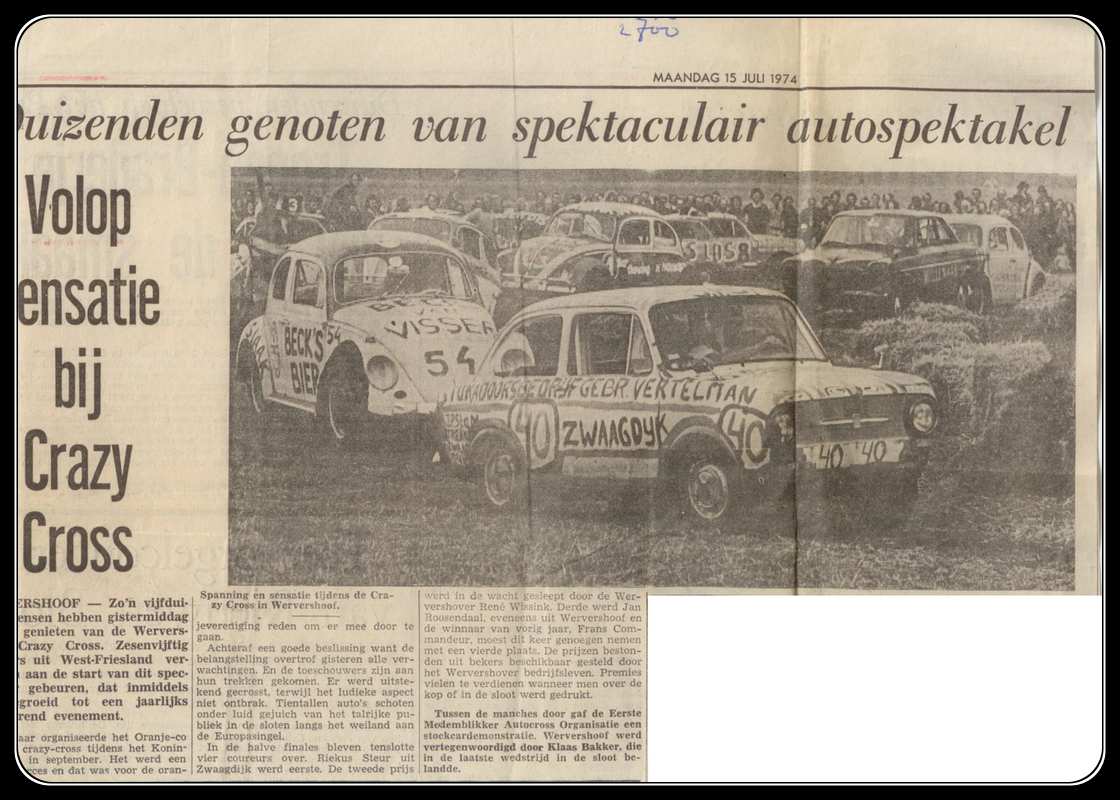 2700
MAANDAG 15 JULI 1974
Duizenden genoten van spektaculair autospektakel
Volop
ensatie
bij
Crazy
Cross
BECK'S
BIER
54
VISSER
54
GEBR. VERTELMAN
40
ZWAAGDYK
40
40 40
Spanning en sensatie tijdens de Cra-
zy Cross in Wervershoof.
ERSHOOF — Zo'n vijfdui-
ensen hebben gistermiddag
genieten van de Wervers-
Crazy Cross. Zesenvijftig
s uit West-Friesland ver-
aan de start van dit spec-
gebeuren, dat inmiddels
groeid tot een jaarlijks
rend evenement.
aar organiseerde het Oranje-co
crazy-cross tijdens het Konin-
in september. Het werd een
cces en dat was voor de oran-
jevereniging reden om er mee door te
gaan.
Achteraf een goede beslissing want de
belangstelling overtrof gisteren alle ver-
wachtingen. En de toeschouwers zijn aan
hun trekken gekomen. Er werd uitste-
kend gecrosst, terwijl het ludieke aspect
niet ontbrak. Tientallen auto's schoten
onder luid gejuich van het talrijke pu-
bliek in de sloten langs het weiland aan
de Europasingel.
In de halve finales bleven tenslotte
vier coureurs over. Riekus Steur uit
Zwaagdijk werd eerste. De tweede prijs
werd in de wacht gesleept door de Wer-
vershover René Wissink. Derde werd Jan
Roosendaal, eveneens uit Wervershoof en
de winnaar van vorig jaar, Frans Com-
mandeur, moest dit keer genoegen nemen
met een vierde plaats. De prijzen beston-
den uit bekers beschikbaar gesteld door
het Wervershover bedrijfsleven. Premies
vielen te verdienen wanneer men over de
kop of in de sloot werd gedrukt.
Tussen de manches door gaf de Eerste
Medemblikker Autocross Organisatie een
stockcardemonstratie. Wervershoof werd
vertegenwoordigd door Klaas Bakker, die
in de laatste wedstrijd in de sloot be-
landde.